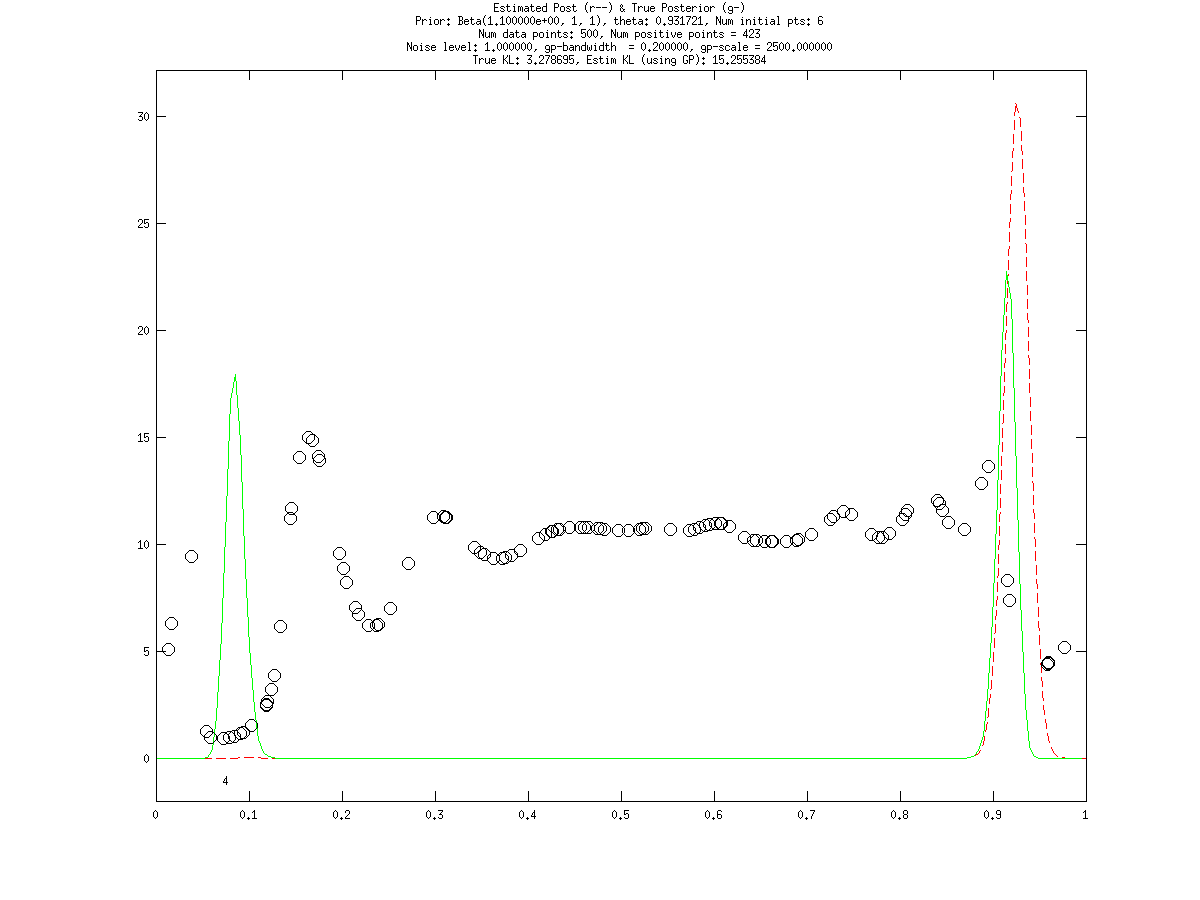 Estimated Post (r--) & True Posterior (g-)
Prior: Beta(1.100000e+00, 1, 1), theta: 0.931721, Num initial pts: 6
Num data points: 500, Num positive points = 423
Noise level: 1.000000, gp-bandwidth  = 0.200000, gp-scale = 2500.000000
True KL: 3.278695, Estim KL (using GP): 15.255384
30
25
20
15
10
5
0
4
0 0.1 0.2 0.3 0.4 0.5 0.6 0.7 0.8 0.9 1